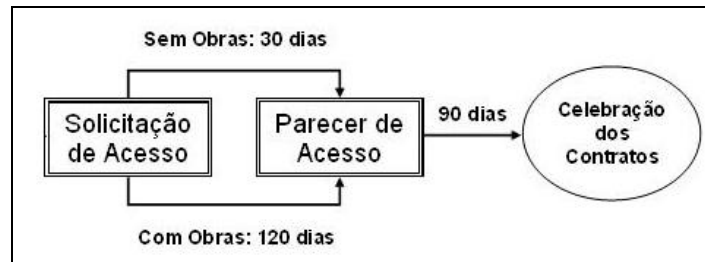 Sem Obras: 30 dias
Solicitação
de Acesso
Parecer de
Acesso
90 dias
Celebração
dos
Contratos
Com Obras: 120 dias